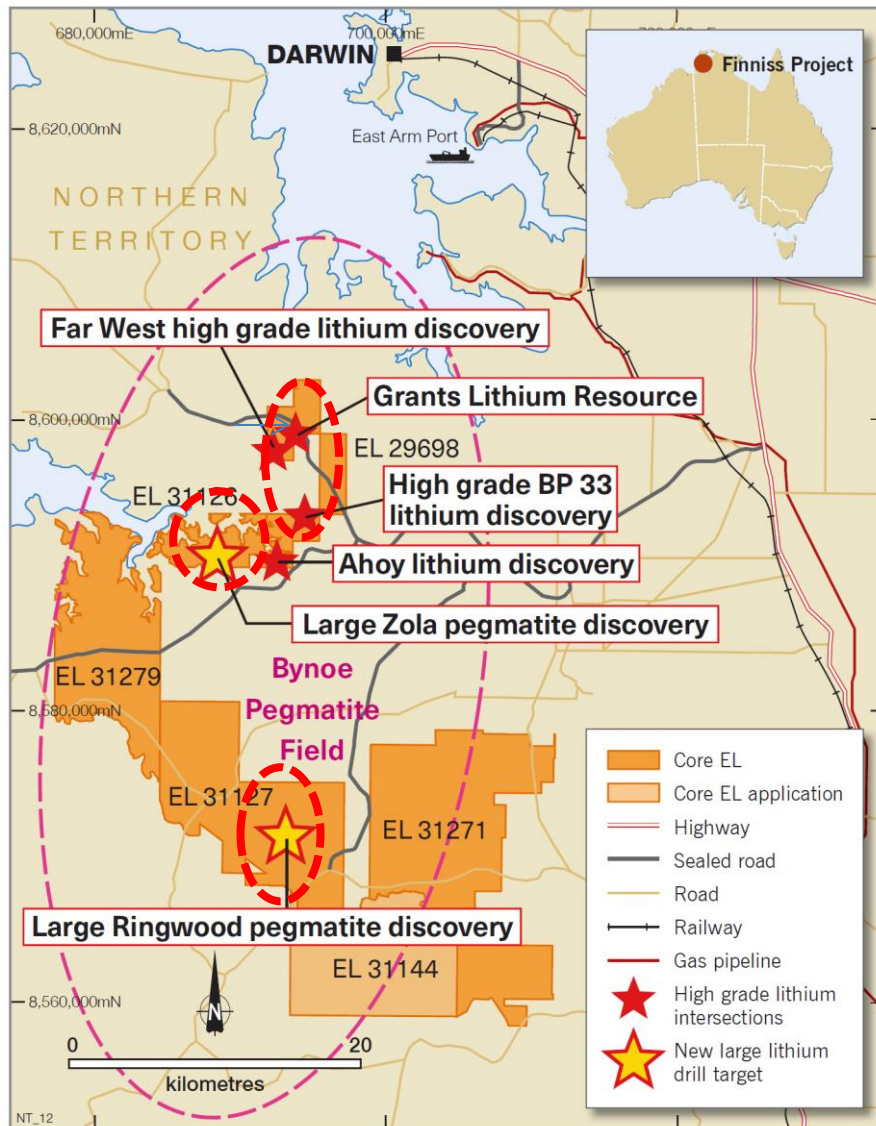 680,000mE
700,000mE
DARWIN
Finniss Project
8,620,000mN
East Arm Port
NORTHERN
TERRITORY
Far West high grade lithium discovery
Grants Lithium Resource
8,600,000mN
EL 29698
EL 31126
High grade BP 33
lithium discovery
Ahoy lithium discovery
Large Zola pegmatite discovery
EL 31279
Bynoe
Pegmatite
Field
8,580,000mN
EL 31127
EL 31271
Large Ringwood pegmatite discovery
EL 31144
8,560,000mN
N
0
20
kilometres
NT_12
Core EL
Core EL application
Highway
Sealed road
Road
Railway
Gas pipeline
High grade lithium
intersections
New large lithium
drill target